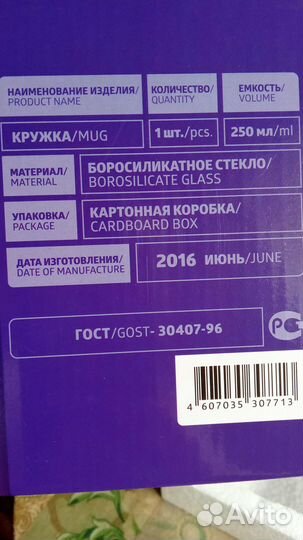 НАИМЕНОВАНИЕ ИЗДЕЛИЯ/
PRODUCT NAME
КОЛИЧЕСТВО/
QUANTITY
ЕМКОСТЬ/
VOLUME
КРУЖКА/MUG
1 шт./pcs.
250 мл/ml
МАТЕРИАЛ/
MATERIAL
БОРОСИЛИКАТНОЕ СТЕКЛО/
BOROSILICATE GLASS
УПАКОВКА/
PACKAGE
КАРТОННАЯ КОРОБКА/
CARDBOARD BOX
ДАТА ИЗГОТОВЛЕНИЯ/
DATE OF MANUFACTURE
2016 ИЮНЬ/JUNE
ГОСТ/GOST- 30407-96
РСТ
4 607035 307713
Avito